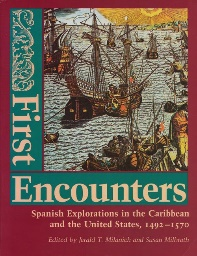 First
Encounters
Spanish Explorations in the Caribbean
and the United States, 1492–1570
Edited by Jerald T. Milanich and Susan Milbrath